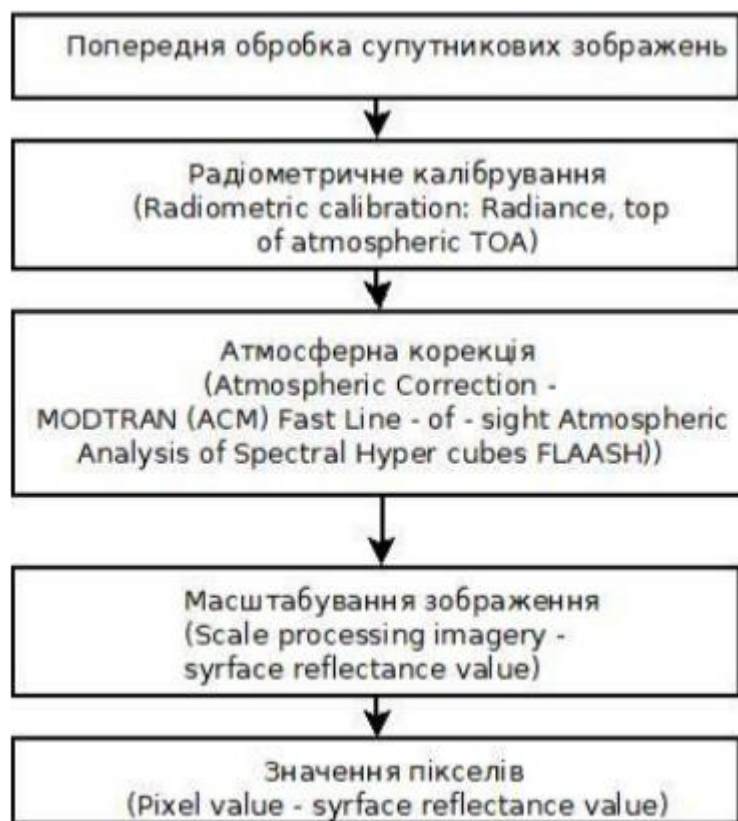 Попередня обробка супутникових зображень
Радіометричне калібрування
(Radiometric calibration: Radiance, top
of atmospheric TOA)
Атмосферна корекція
(Atmospheric Correction -
MODTRAN (ACM) Fast Line - of - sight Atmospheric
Analysis of Spectral Hyper cubes FLAASH))
Масштабування зображення
(Scale processing imagery -
syrface reflectance value)
Значення пікселів
(Pixel value - syrface reflectance value)